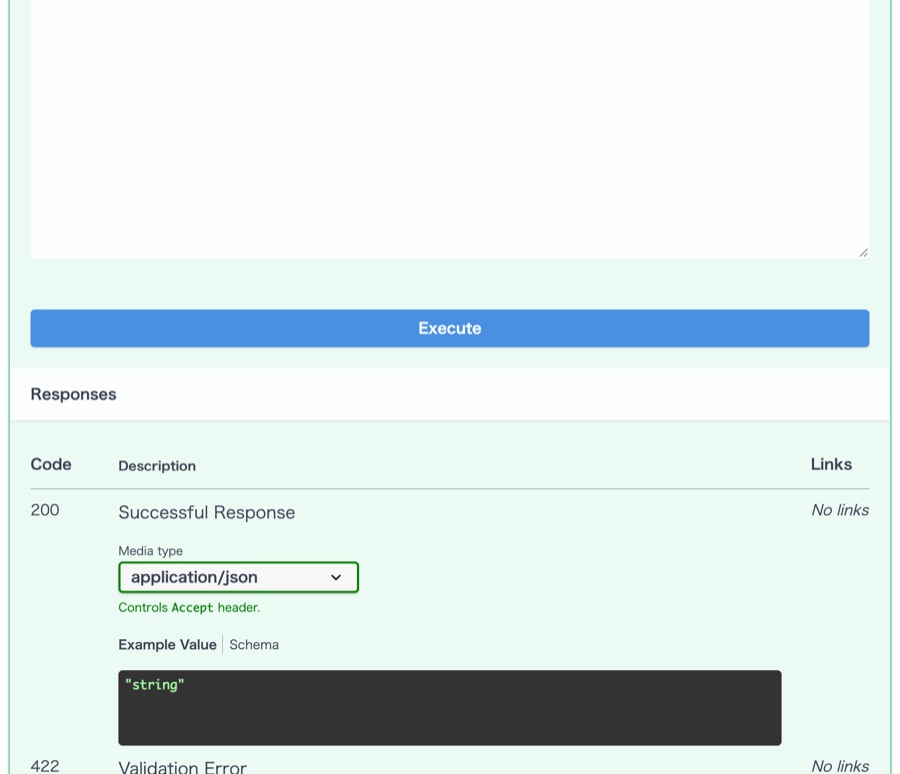 Execute
Responses
Code Description Links
200 Successful Response No links
Media type
application/json
Controls Accept header.
Example Value Schema
"string"
422 Validation Error No links